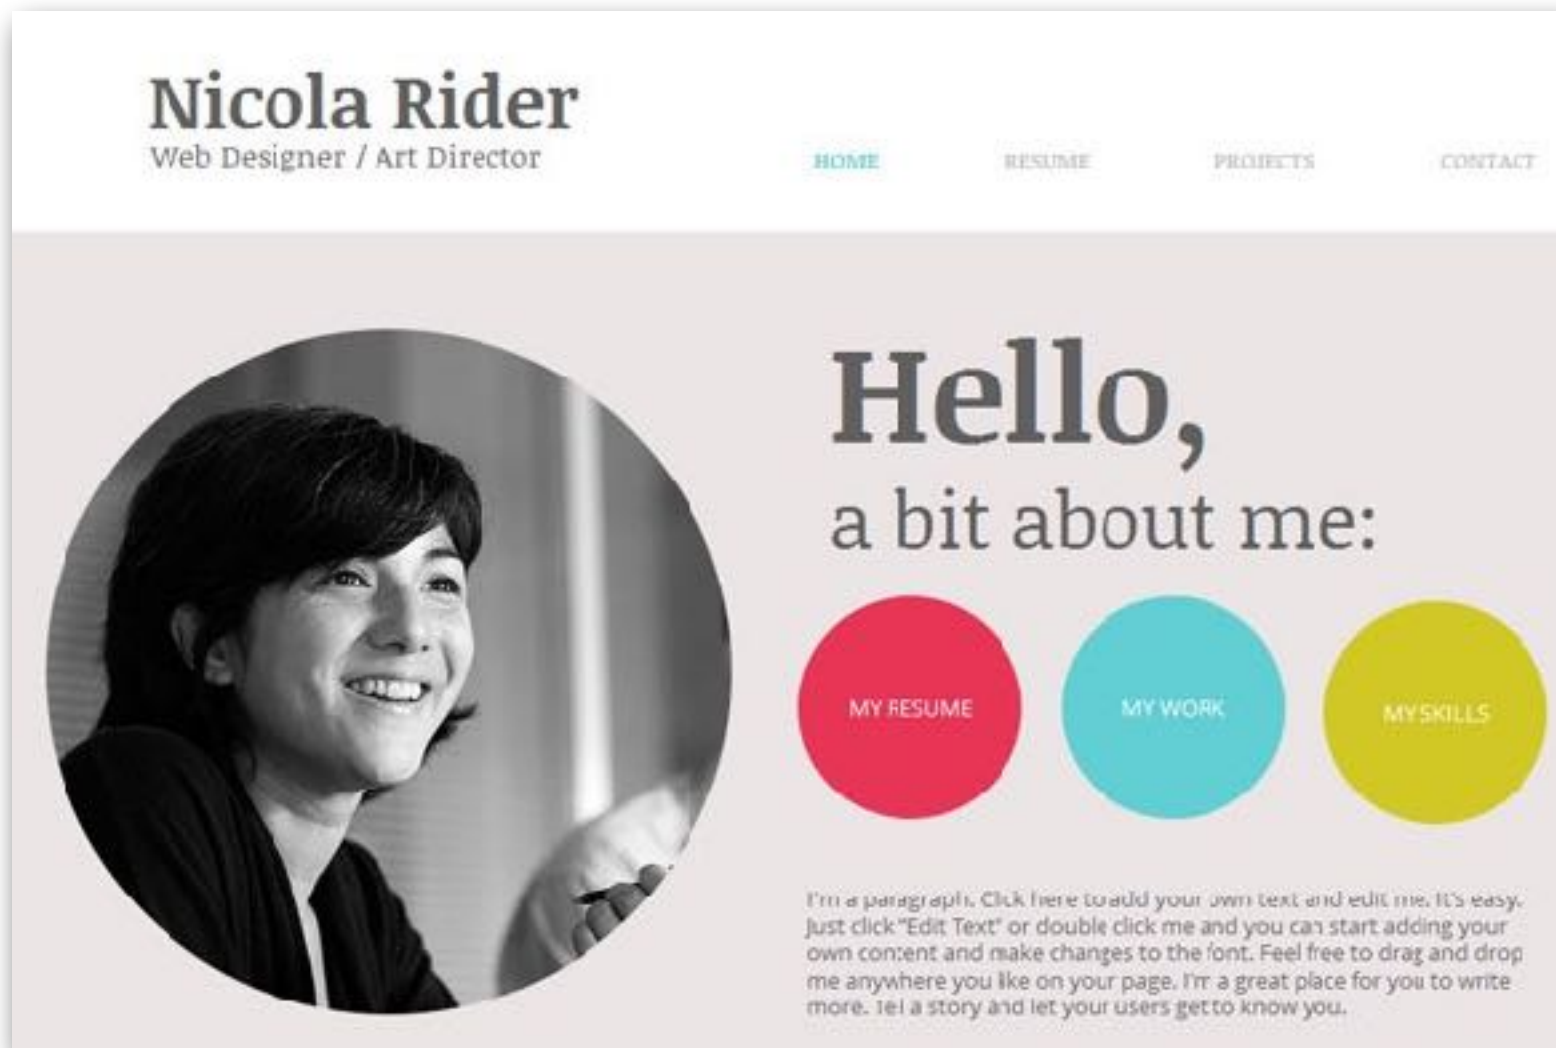 Nicola Rider
Web Designer / Art Director
HOME RESUME PROJECTS CONTACT
Hello,
a bit about me:
MY RESUME MY WORK MY SKILLS
I'm a paragraph. Click here to add your own text and edit me. It's easy.
Just click "Edit Text" or double click me and you can start adding your
own content and make changes to the font. Feel free to drag and drop
me anywhere you like on your page. I'm a great place for you to write
more. Tell a story and let your users get to know you.